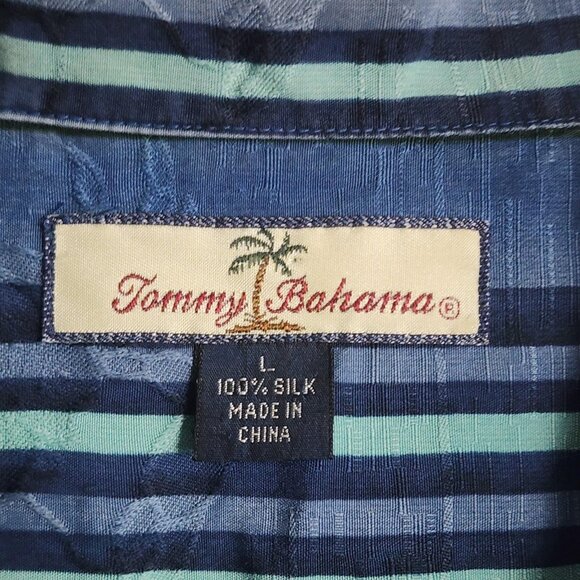 Tommy Bahama®
L
100% SILK
MADE IN
CHINA